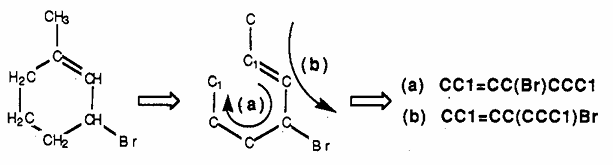 CH3
C
H2C
CH
H2C
CH
CH2
Br
C
C1
C1
C
C
C
C
Br
(a)
(b)
(a) CC1=CC(Br)CCC1
(b) CC1=CC(CCC1)Br